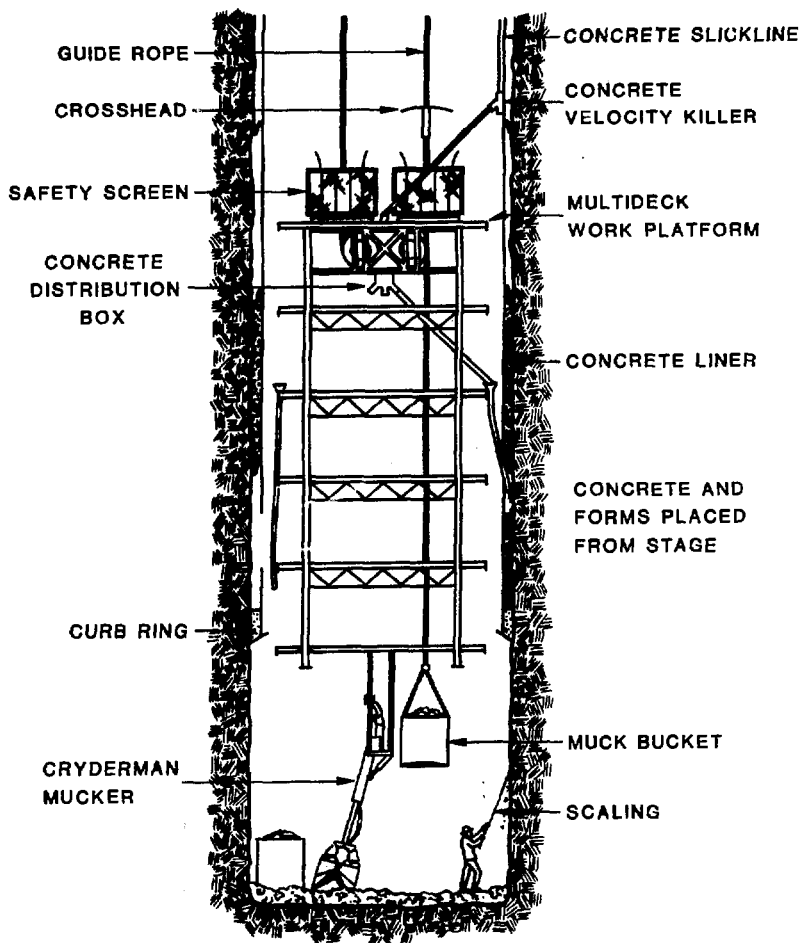 GUIDE ROPE
CROSSHEAD
SAFETY SCREEN
CONCRETE
DISTRIBUTION
BOX
CURB RING
CRYDERMAN
MUCKER
CONCRETE SLICKLINE
CONCRETE
VELOCITY KILLER
MULTIDECK
WORK PLATFORM
CONCRETE LINER
CONCRETE AND
FORMS PLACED
FROM STAGE
MUCK BUCKET
SCALING